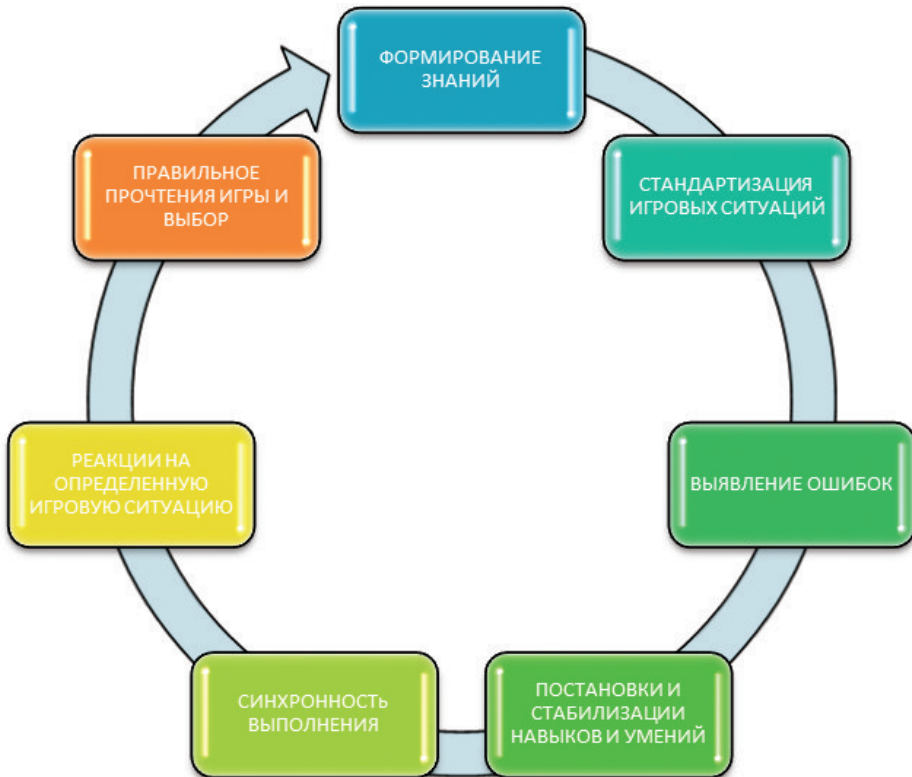 ФОРМИРОВАНИЕ
ЗНАНИЙ
СТАНДАРТИЗАЦИЯ
ИГРОВЫХ СИТУАЦИЙ
ВЫЯВЛЕНИЕ ОШИБОК
ПОСТАНОВКИ И
СТАБИЛИЗАЦИИ
НАВЫКОВ И УМЕНИЙ
СИНХРОННОСТЬ
ВЫПОЛНЕНИЯ
РЕАКЦИИ НА
ОПРЕДЕЛЕННУЮ
ИГРОВУЮ СИТУАЦИЮ
ПРАВИЛЬНОЕ
ПРОЧТЕНИЯ ИГРЫ И
ВЫБОР